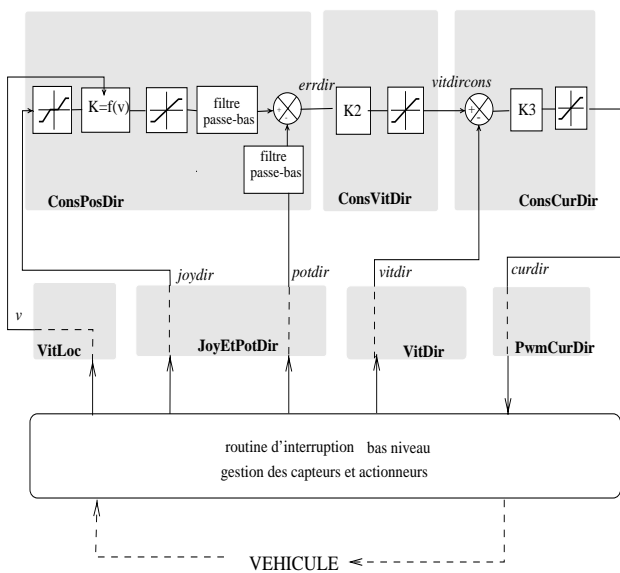 errdir
vitdircons
K=f(v)
filtre
passe-bas
+
-
K2
+
-
K3
filtre
passe-bas
ConsPosDir
ConsVitDir
ConsCurDir
joydir
potdir
vitdir
curdir
v
VitLoc
JoyEtPotDir
VitDir
PwmCurDir
routine d'interruption bas niveau
gestion des capteurs et actionneurs
VEHICULE